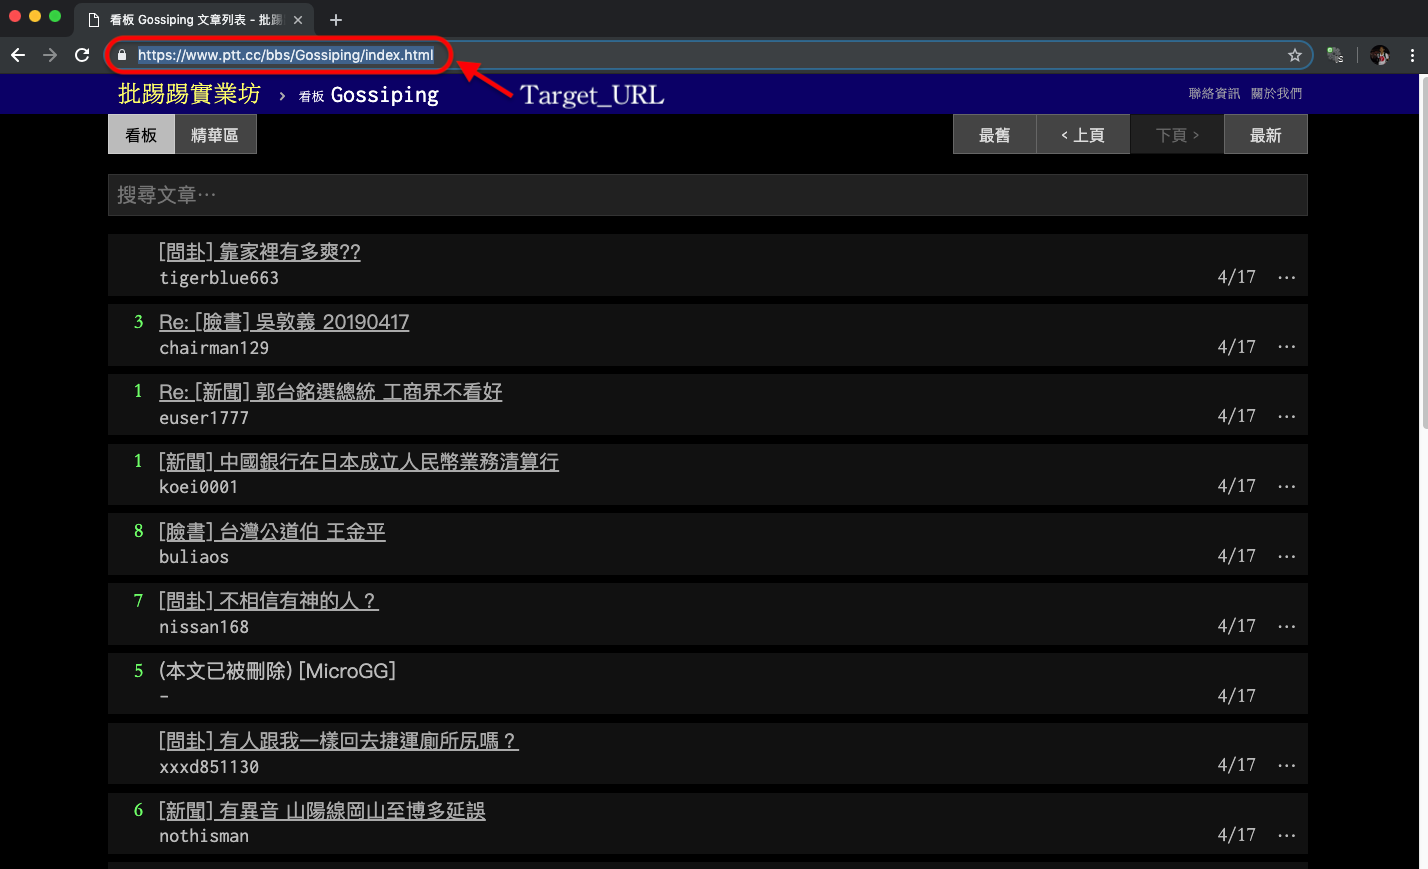 看板 Gossiping 文章列表 - 批踢
https://www.ptt.cc/bbs/Gossiping/index.html
批踢踢實業坊 › 看板 Gossiping
Target_URL
聯絡資訊 關於我們
看板 精華區
最舊 ‹ 上頁 下頁 › 最新
搜尋文章⋯
[問卦] 靠家裡有多爽??
tigerblue663
4/17 ⋯
3 Re: [臉書] 吳敦義 20190417
chairman129
4/17 ⋯
1 Re: [新聞] 郭台銘選總統 工商界不看好
euser1777
4/17 ⋯
1 [新聞] 中國銀行在日本成立人民幣業務清算行
koei0001
4/17 ⋯
8 [臉書] 台灣公道伯 王金平
buliaos
4/17 ⋯
7 [問卦] 不相信有神的人？
nissan168
4/17 ⋯
5 (本文已被刪除) [MicroGG]
-
4/17
[問卦] 有人跟我一樣回去捷運廁所尻嗎？
xxxd851130
4/17 ⋯
6 [新聞] 有異音 山陽線岡山至博多延誤
nothisman
4/17 ⋯